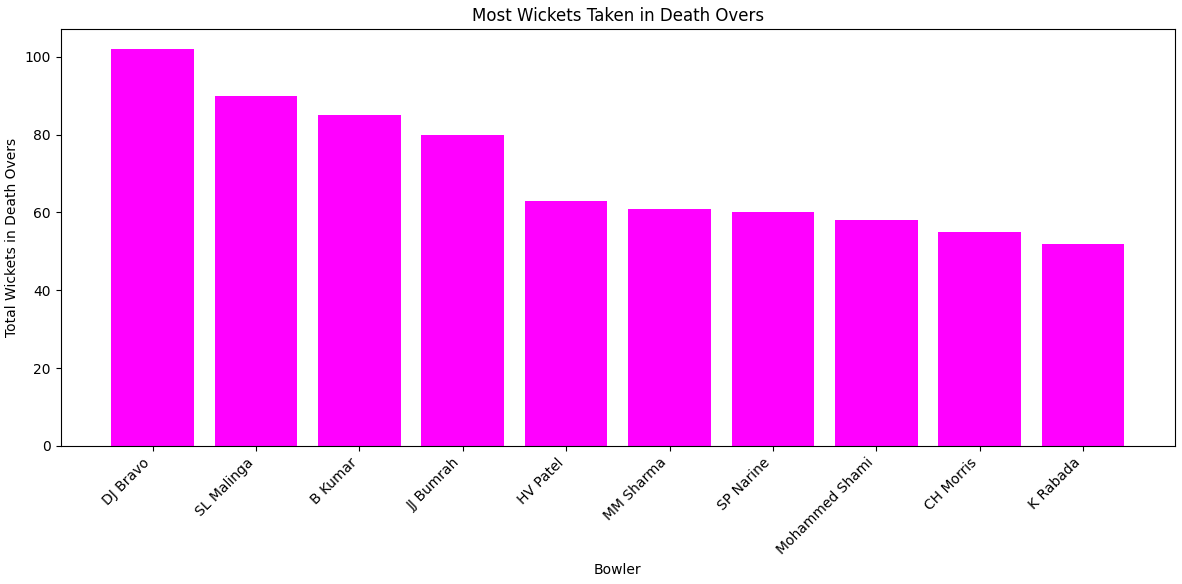 Most Wickets Taken in Death Overs
Total Wickets in Death Overs
100
80
60
40
20
0
DJ Bravo
SL Malinga
B Kumar
JJ Bumrah
HV Patel
MM Sharma
SP Narine
Mohammed Shami
CH Morris
K Rabada
Bowler